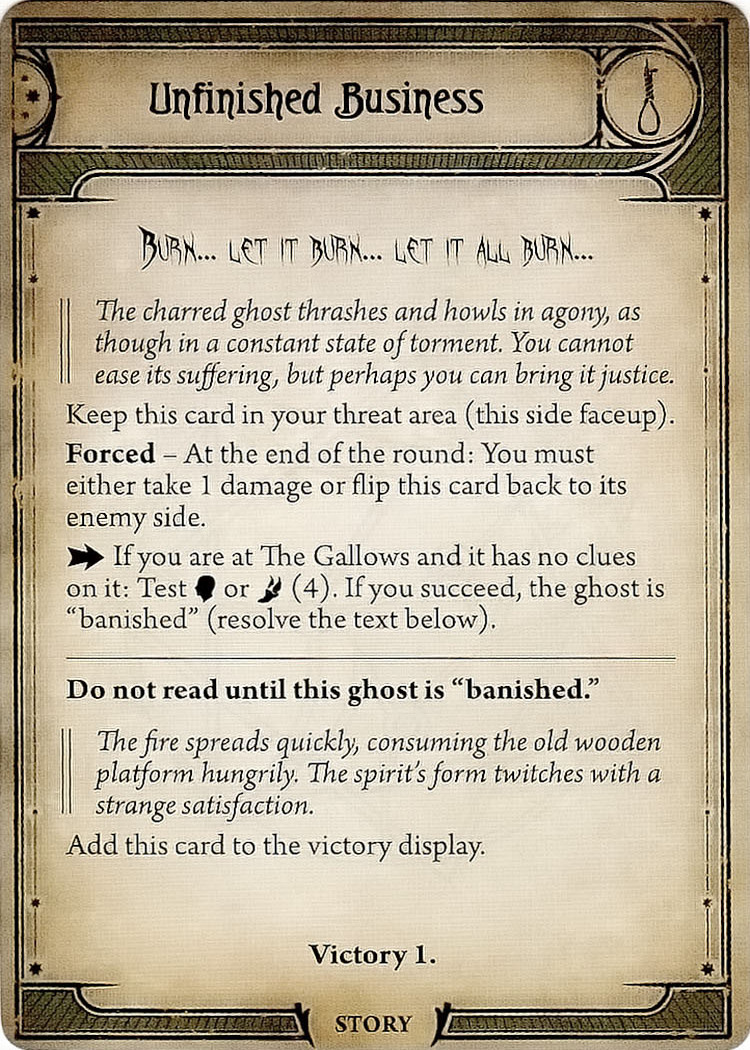 Unfinished Business
Burn... let it burn... let it all burn...
The charred ghost thrashes and howls in agony, as
though in a constant state of torment. You cannot
ease its suffering, but perhaps you can bring it justice.
Keep this card in your threat area (this side faceup).
Forced – At the end of the round: You must
either take 1 damage or flip this card back to its
enemy side.
If you are at The Gallows and it has no clues
on it: Test or (4). If you succeed, the ghost is
“banished” (resolve the text below).
Do not read until this ghost is “banished.”
The fire spreads quickly, consuming the old wooden
platform hungrily. The spirit’s form twitches with a
strange satisfaction.
Add this card to the victory display.
Victory 1.
STORY